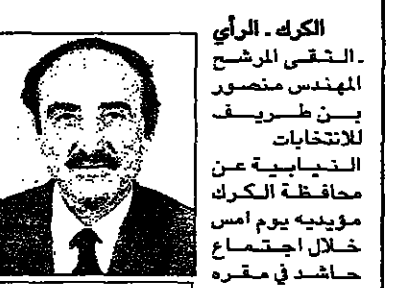 الكرك ـ الرأي
ـ التقى المرشح
المهندس منصور
بن طريف
للانتخابات
النيابية عن
محافظة الكرك
مؤيديه يوم امس
خلال اجتماع
حاشد في مقره